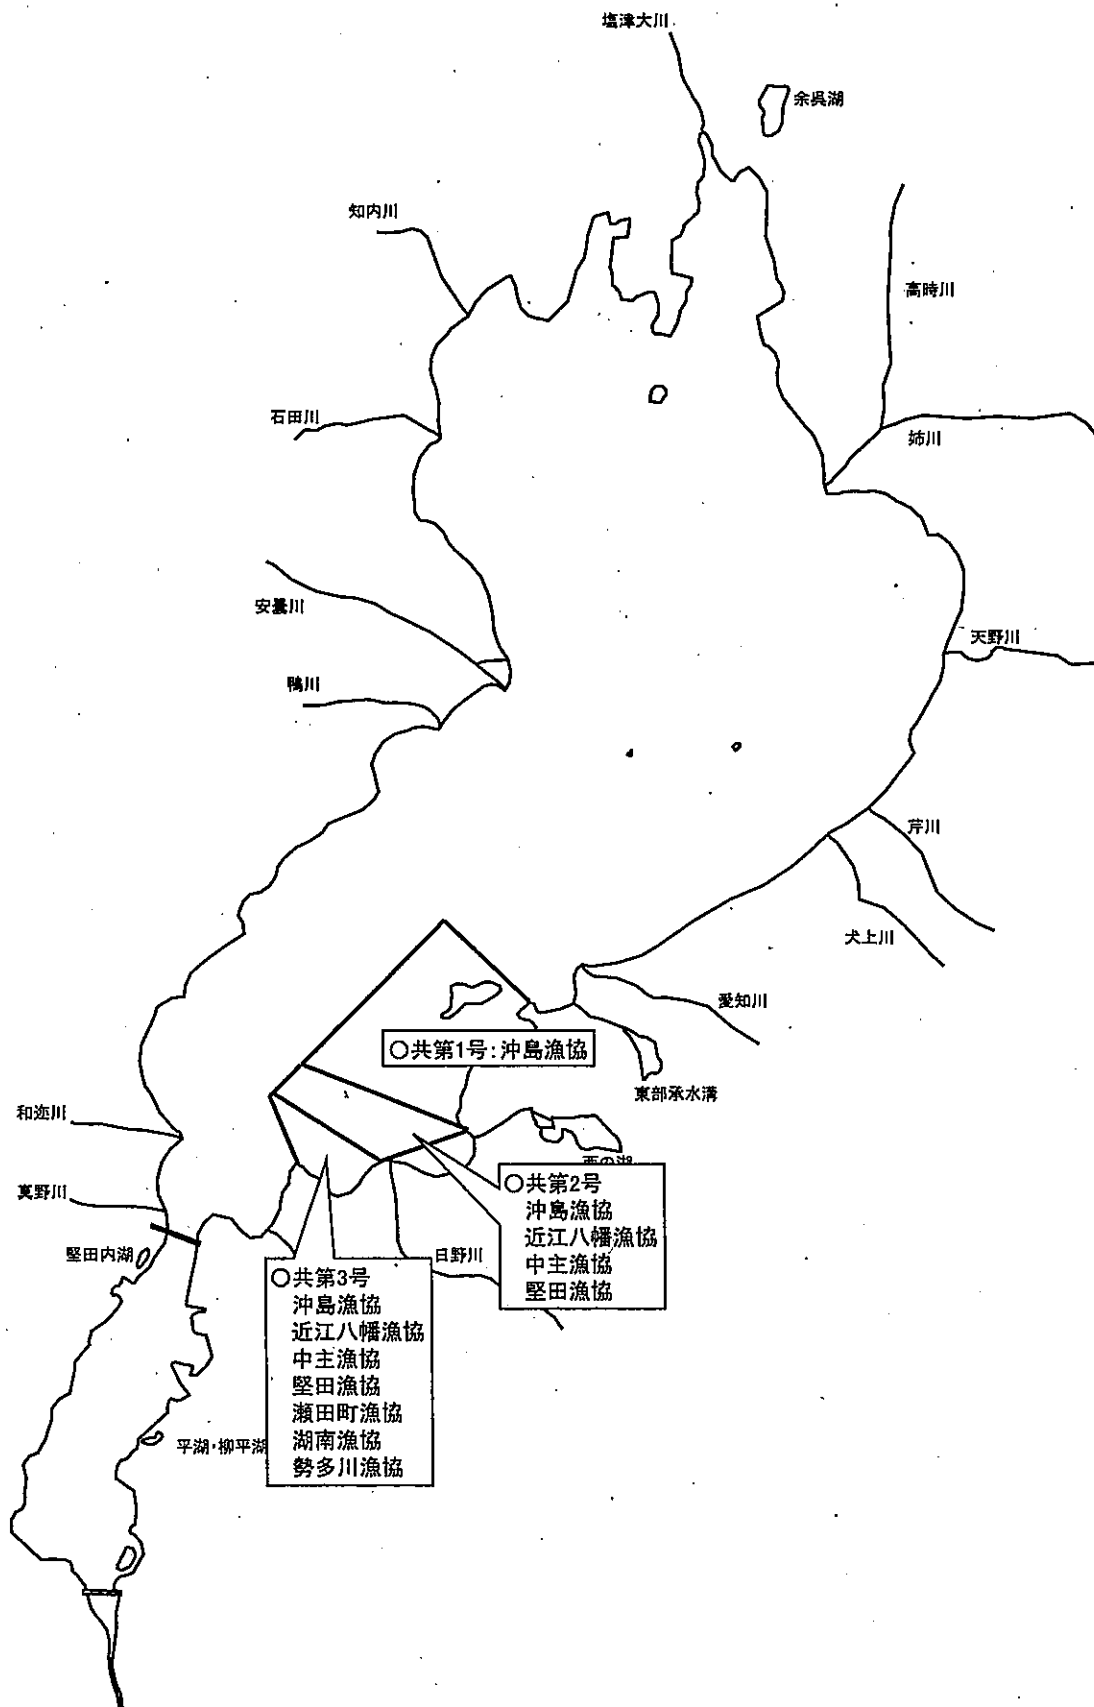 塩津大川
余呉湖
知内川
高時川
石田川
姉川
安曇川
天野川
鴨川
芹川
犬上川
愛知川
○共第1号:沖島漁協
東部承水溝
和迩川
西の湖
真野川
○共第2号
沖島漁協
近江八幡漁協
中主漁協
堅田漁協
堅田内湖
日野川
○共第3号
沖島漁協
近江八幡漁協
中主漁協
堅田漁協
瀬田町漁協
湖南漁協
勢多川漁協
平湖・柳平湖